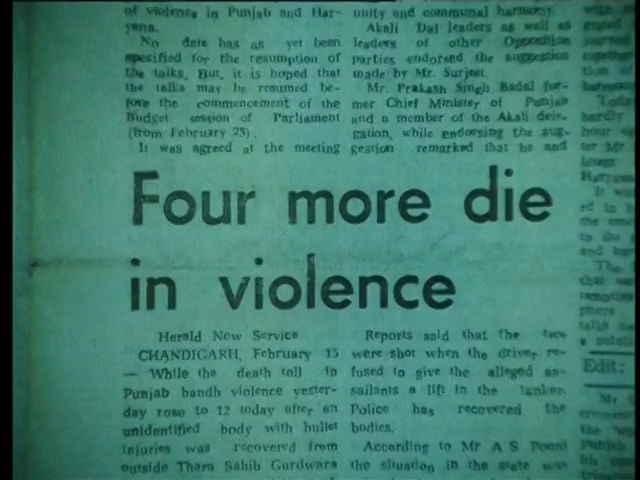 of violence in Punjab and Har-
yana.
No date has as yet been
specified for the resumption of
the talks. But, it is hoped that
the talks may be resumed be-
fore the commencement of the
Budget session of Parliament
(from February 23).
It was agreed at the meeting
unity and communal harmony.
Akali Dal leaders as well as
leaders of other Opposition
parties endorsed the suggestion
made by Mr. Surjeet.
Mr. Prakash Singh Badal for-
mer Chief Minister of Punjab
and a member of the Akali dele-
gation, while endorsing the sug-
gestion remarked that he and
Four more die
in violence
Herald New Service
CHANDIGARH, February 15
— While the death toll in
Punjab bandh violence yester-
day rose to 12 today after an
unidentified body with bullet
injuries was recovered from
outside Thara Sahib Gurdwara
Reports said that the two
were shot when the driver re-
fused to give the alleged as-
sailants a lift in the tanker.
Police has recovered the
bodies.
According to Mr A S
the situation in the state was
Edit: